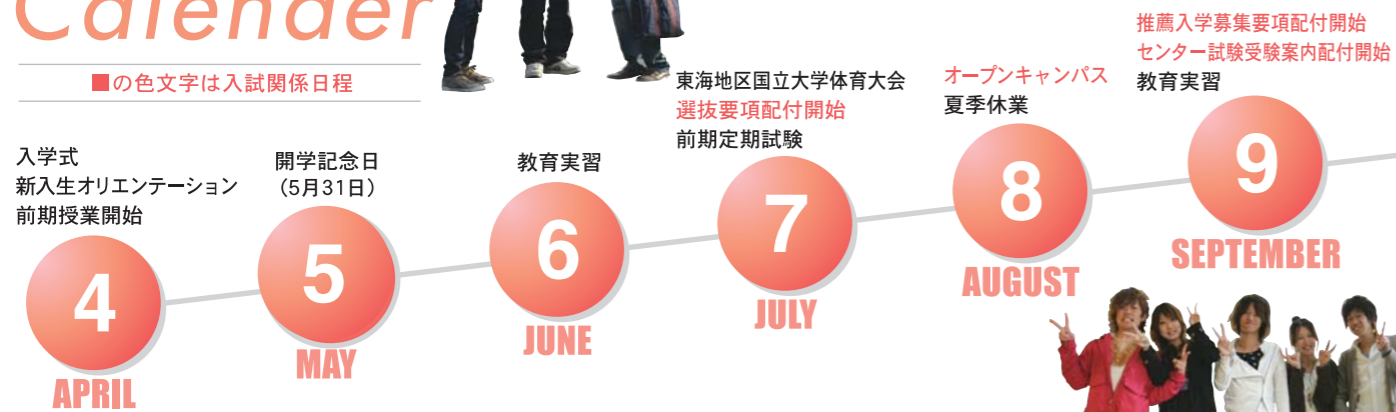 Calender
■の色文字は入試関係日程
入学式
新入生オリエンテーション
前期授業開始
4
APRIL
開学記念日
（5月31日）
5
MAY
教育実習
6
JUNE
東海地区国立大学体育大会
選抜要項配付開始
前期定期試験
7
JULY
オープンキャンパス
夏季休業
8
AUGUST
推薦入学募集要項配付開始
センター試験受験案内配付開始
教育実習
9
SEPTEMBER